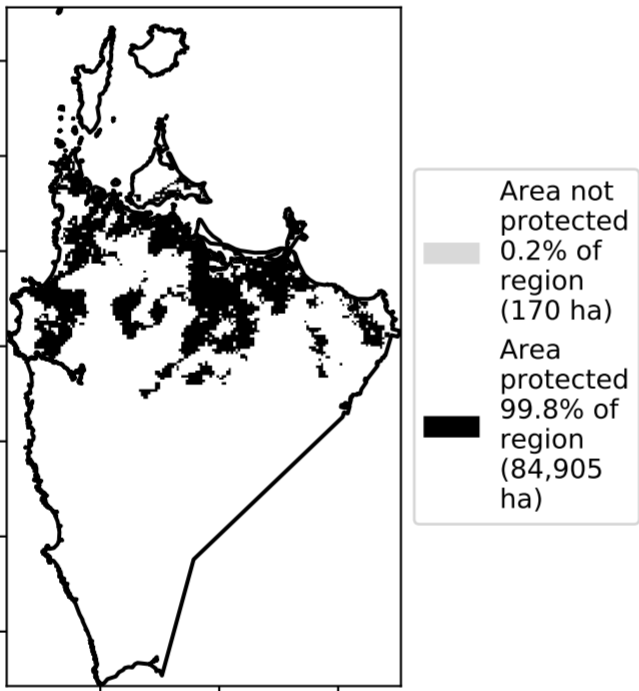 Area not
protected
0.2% of
region
(170 ha)
Area
protected
99.8% of
region
(84,905
ha)